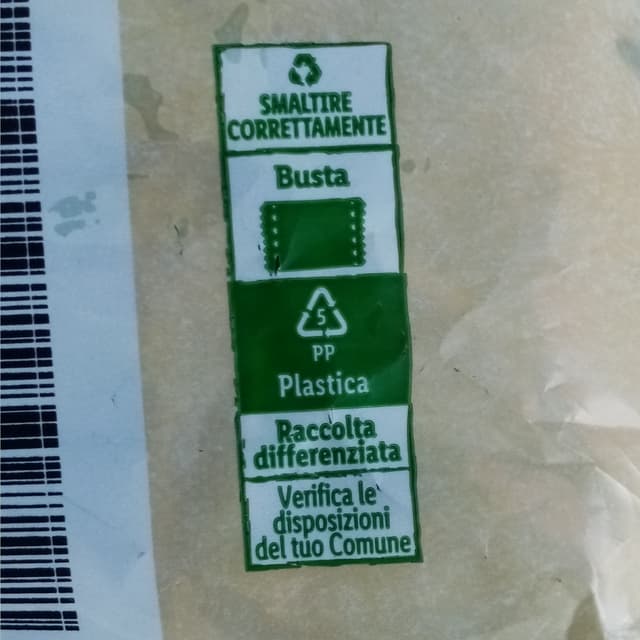 SMALTIRE
CORRETTAMENTE
Busta
5
PP
Plastica
Raccolta
differenziata
Verifica le
disposizioni
del tuo Comune